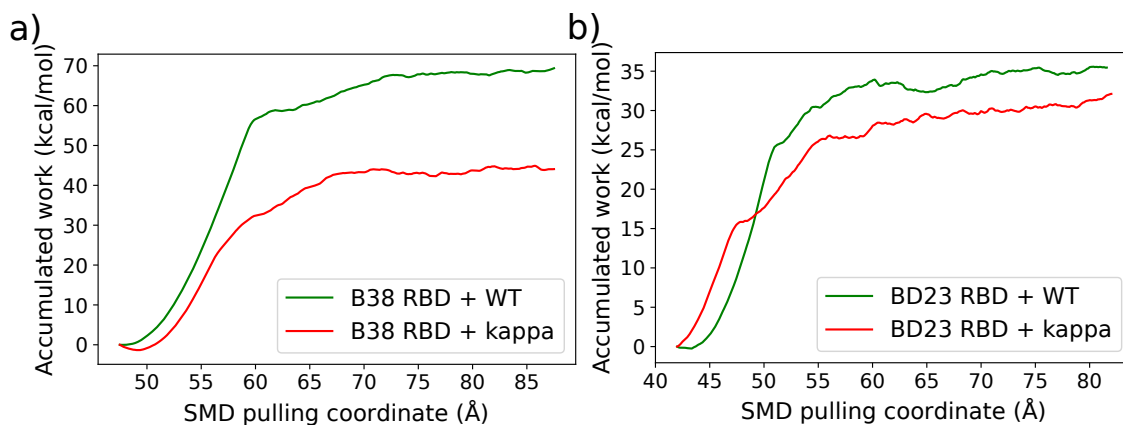 a)
Accumulated work (kcal/mol)
70
60
50
40
30
20
10
0
B38 RBD + WT
B38 RBD + kappa
50 55 60 65 70 75 80 85
SMD pulling coordinate (Å)
b)
Accumulated work (kcal/mol)
35
30
25
20
15
10
5
0
BD23 RBD + WT
BD23 RBD + kappa
40 45 50 55 60 65 70 75 80
SMD pulling coordinate (Å)